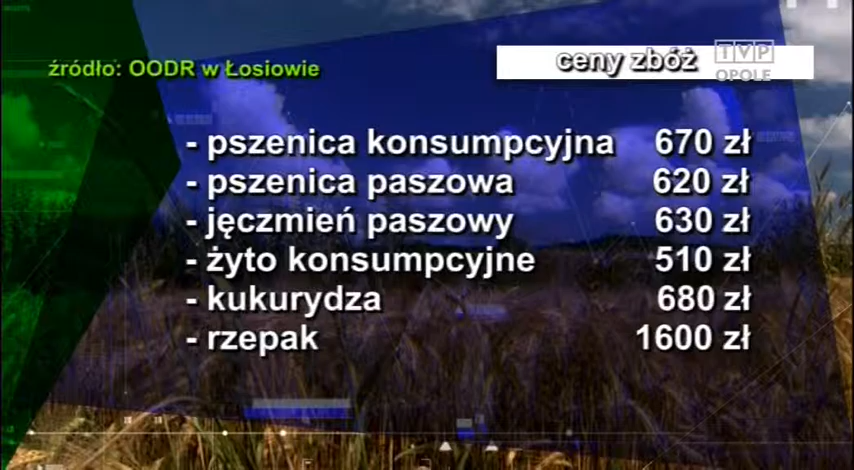 źródło: OODR w Łosiowie
ceny zbóż
TVP
OPOLE
- pszenica konsumpcyjna 670 zł
- pszenica paszowa 620 zł
- jęczmień paszowy 630 zł
- żyto konsumpcyjne 510 zł
- kukurydza 680 zł
- rzepak 1600 zł